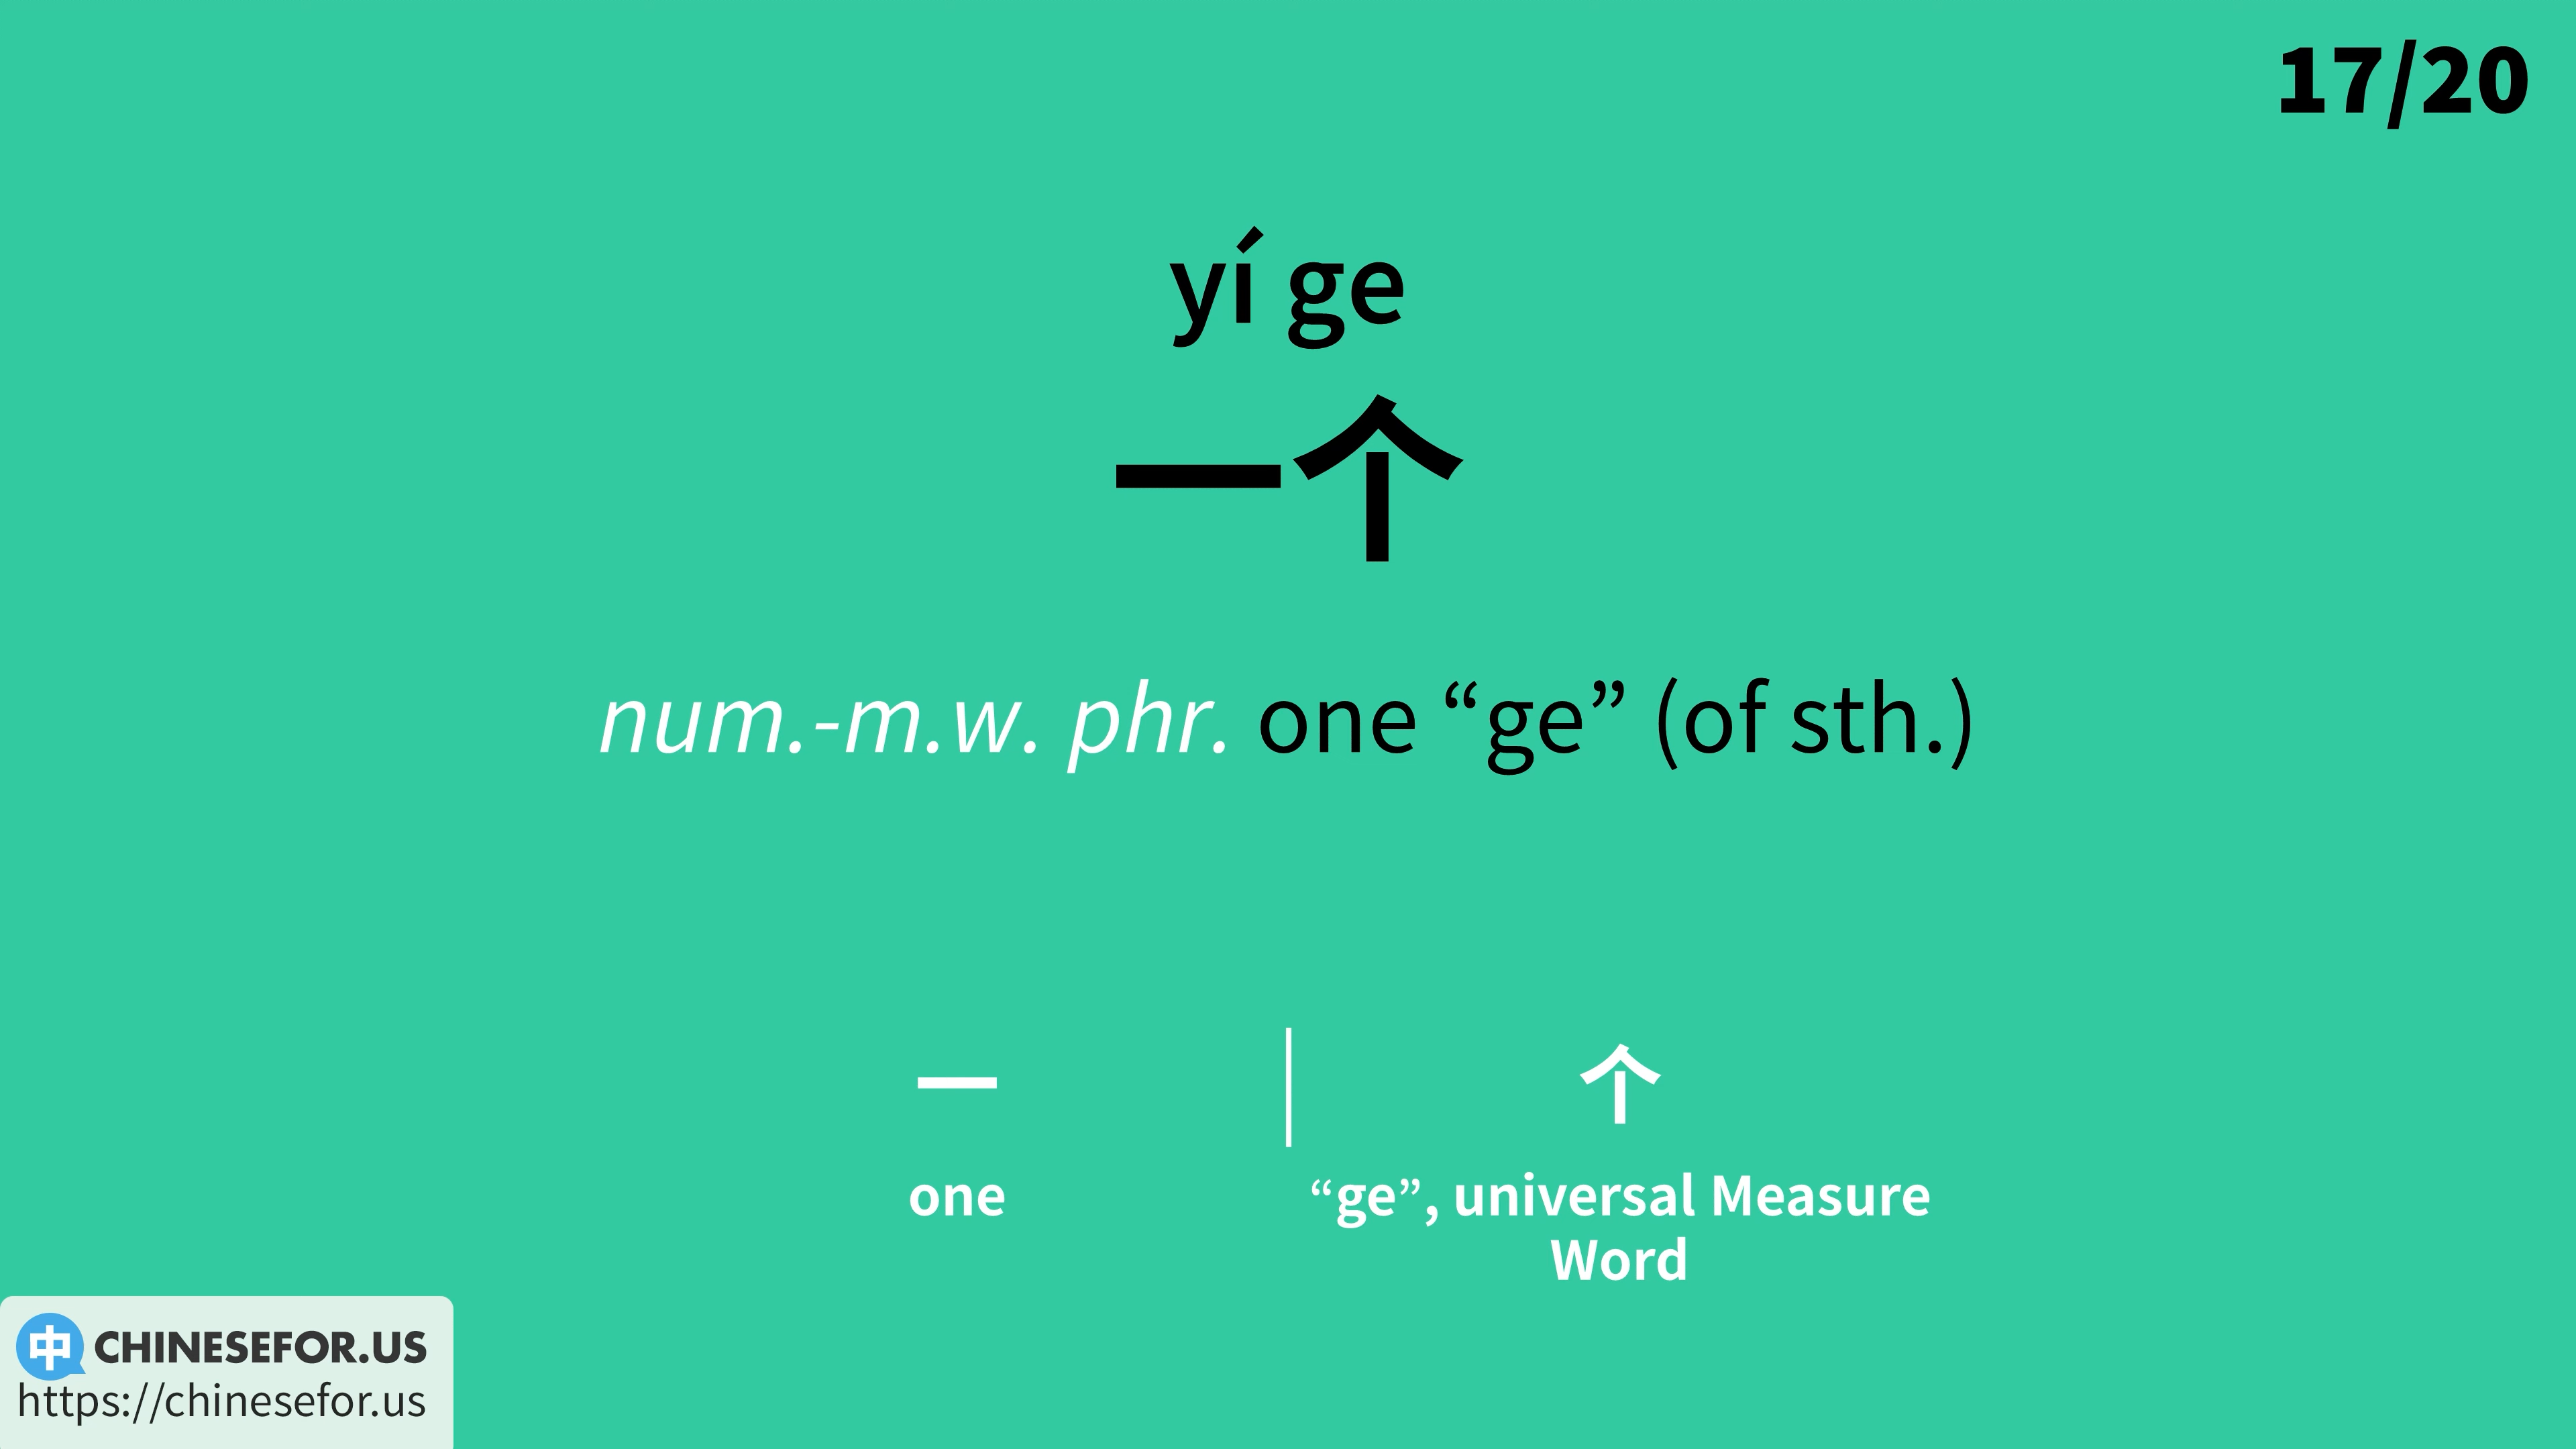 17/20
yí ge
一个
num.-m.w. phr. one “ge” (of sth.)
一 个
one “ge”, universal Measure
Word
中 CHINESEFOR.US
https://chinesefor.us